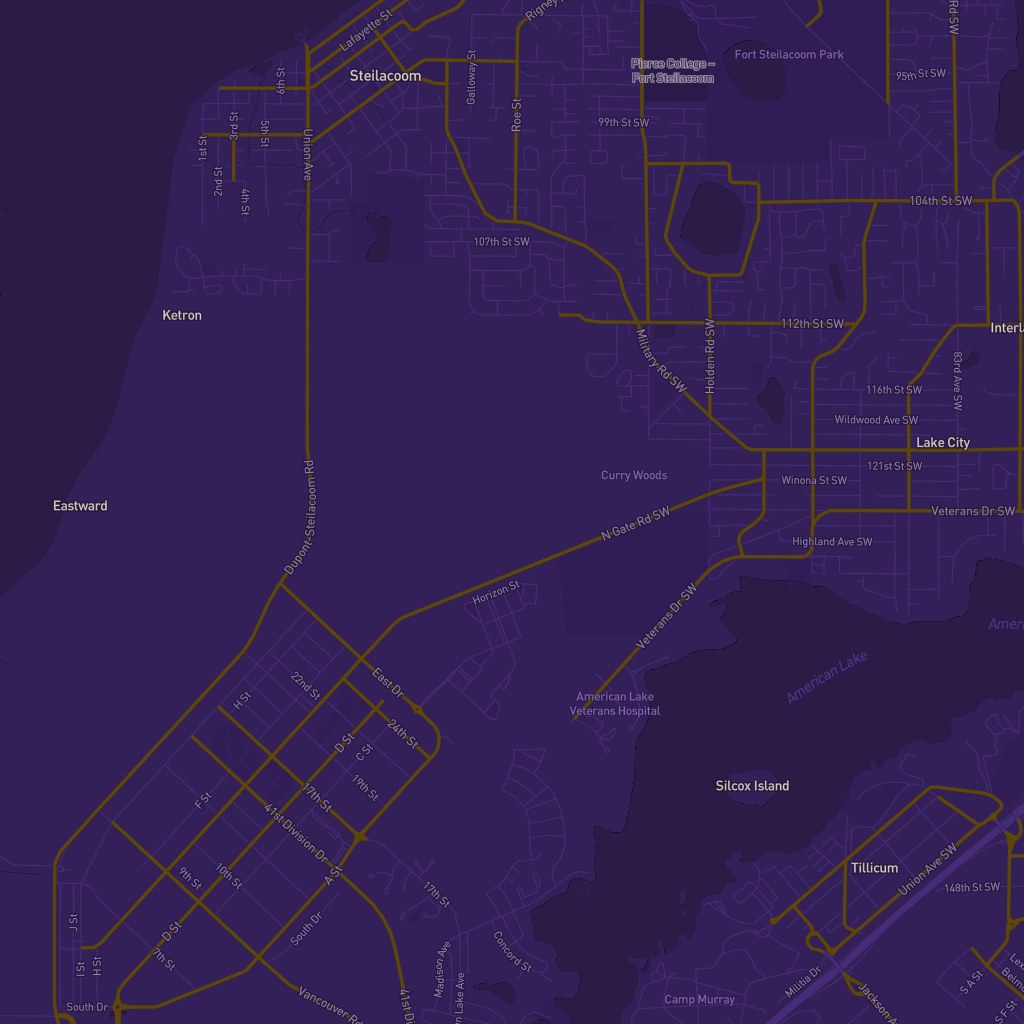 Lafayette St
Steilacoom
6th St
Galloway St
Pierce College –
Fort Steilacoom
Fort Steilacoom Park
Rd SW
95th St SW
3rd St
5th St
1st St
Union Ave
Roe St
99th St SW
2nd St
4th St
104th St SW
107th St SW
Ketron
Military Rd SW
Holden Rd SW
112th St SW
83rd Ave SW
116th St SW
Wildwood Ave SW
Lake City
121st St SW
Curry Woods
Winona St SW
Eastward
Dupont-Steilacoom Rd
N Gate Rd SW
Veterans Dr SW
Highland Ave SW
Horizon St
Veterans Dr SW
American Lake
East Dr
22nd St
H St
American Lake
Veterans Hospital
24th St
D St
C St
19th St
Silcox Island
F St
17th St
41st Division Dr
Tillicum
Union Ave SW
A St
9th St
10th St
17th St
148th St SW
J St
D St
South Dr
7th St
I St
H St
Madison Ave
Concord St
Militia Dr
S A St
South Dr
Vancouver Rd
Camp Murray
S F St